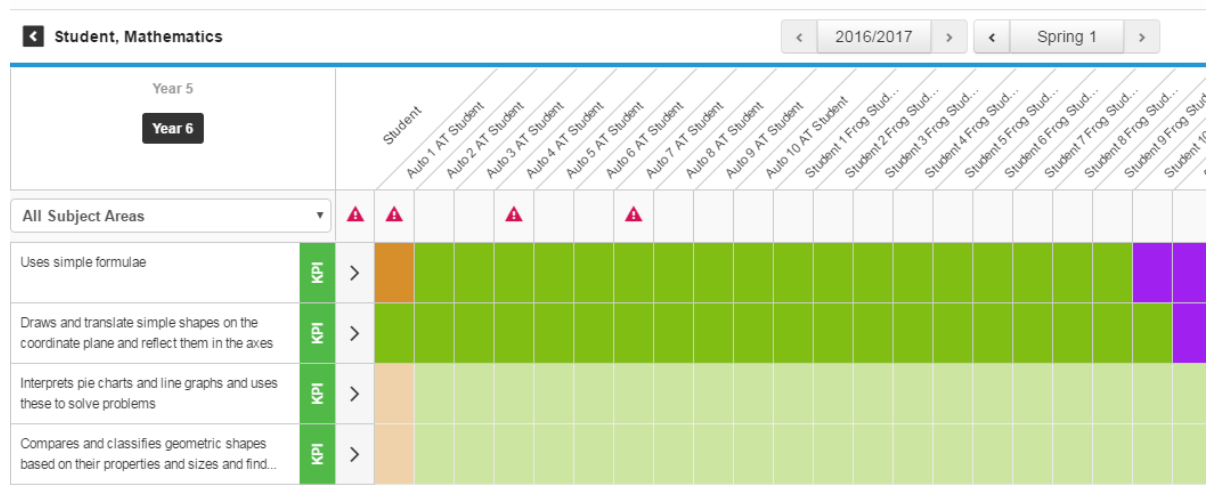 Student, Mathematics
2016/2017
Spring 1
Year 5
Year 6
Student
Auto 1 AT Student
Auto 2 AT Student
Auto 3 AT Student
Auto 4 AT Student
Auto 5 AT Student
Auto 6 AT Student
Auto 7 AT Student
Auto 8 AT Student
Auto 9 AT Student
Auto 10 AT Student
Student 1 Frog Stud...
Student 2 Frog Stud...
Student 3 Frog Stud...
Student 4 Frog Stud...
Student 5 Frog Stud...
Student 6 Frog Stud...
Student 7 Frog Stud...
Student 8 Frog Stud...
Student 9 Frog Stud
Student 10
All Subject Areas
Uses simple formulae
KPI
Draws and translate simple shapes on the
coordinate plane and reflect them in the axes
KPI
Interprets pie charts and line graphs and uses
these to solve problems
KPI
Compares and classifies geometric shapes
based on their properties and sizes and find...
KPI